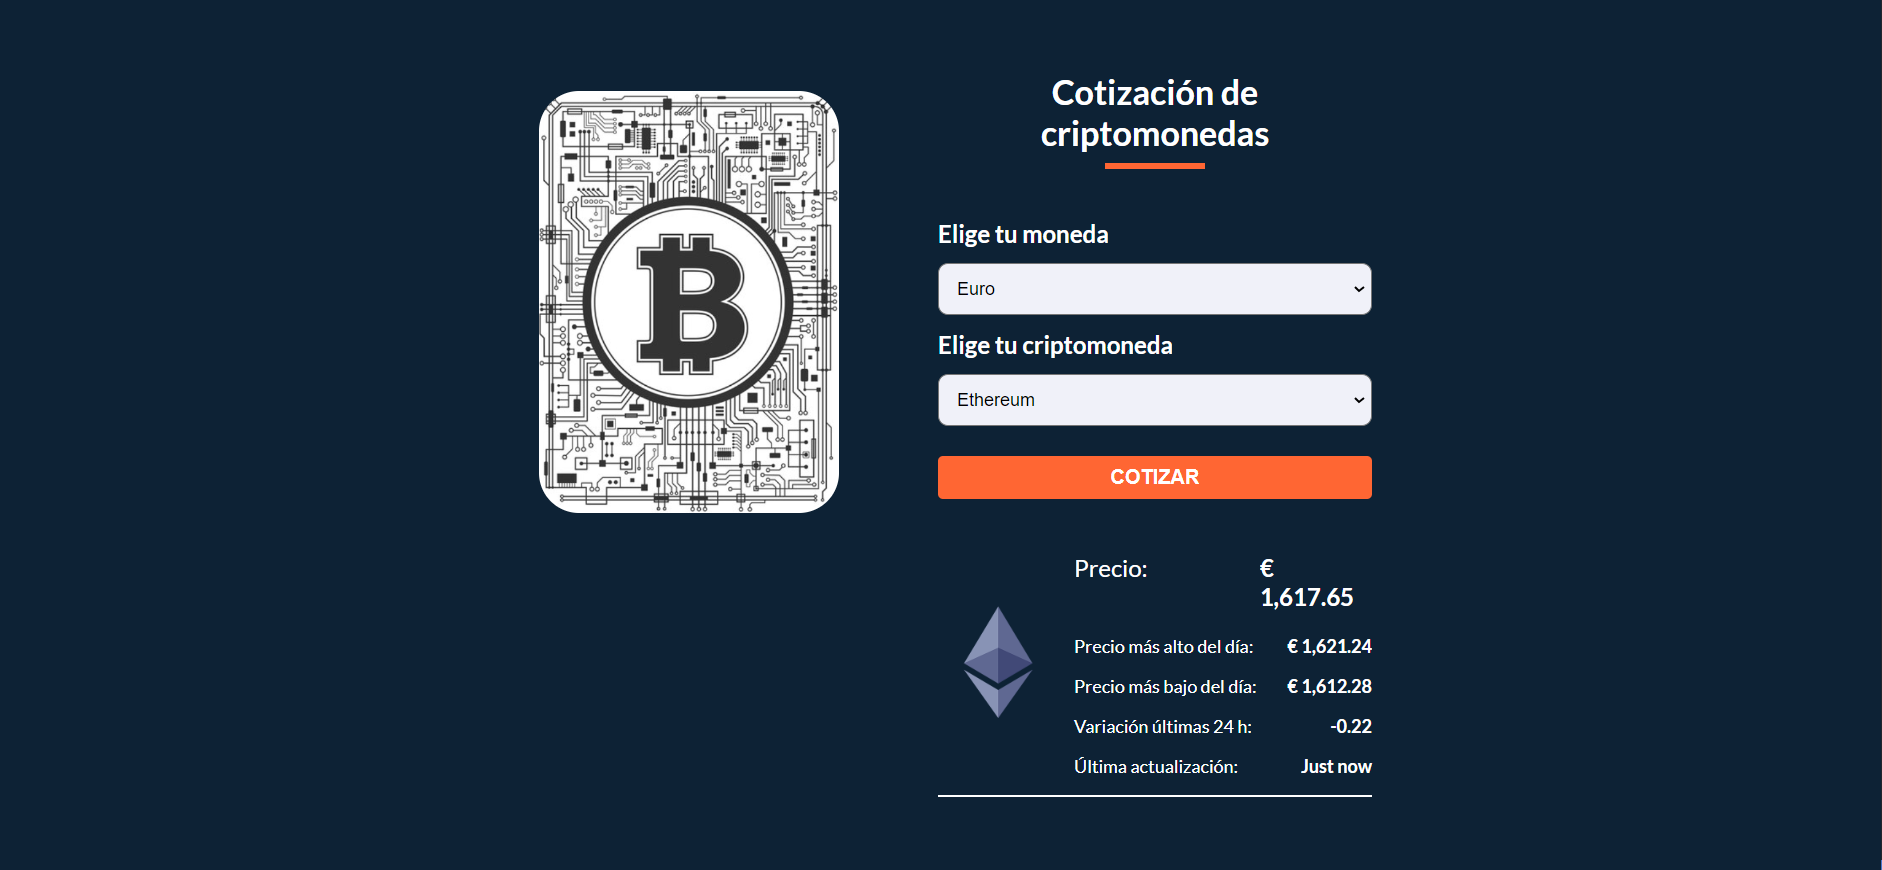 Cotización de
criptomonedas
Elige tu moneda
Euro
Elige tu criptomoneda
Ethereum
COTIZAR
Precio: €
1,617.65
Precio más alto del día: € 1,621.24
Precio más bajo del día: € 1,612.28
Variación últimas 24 h: -0.22
Última actualización: Just now